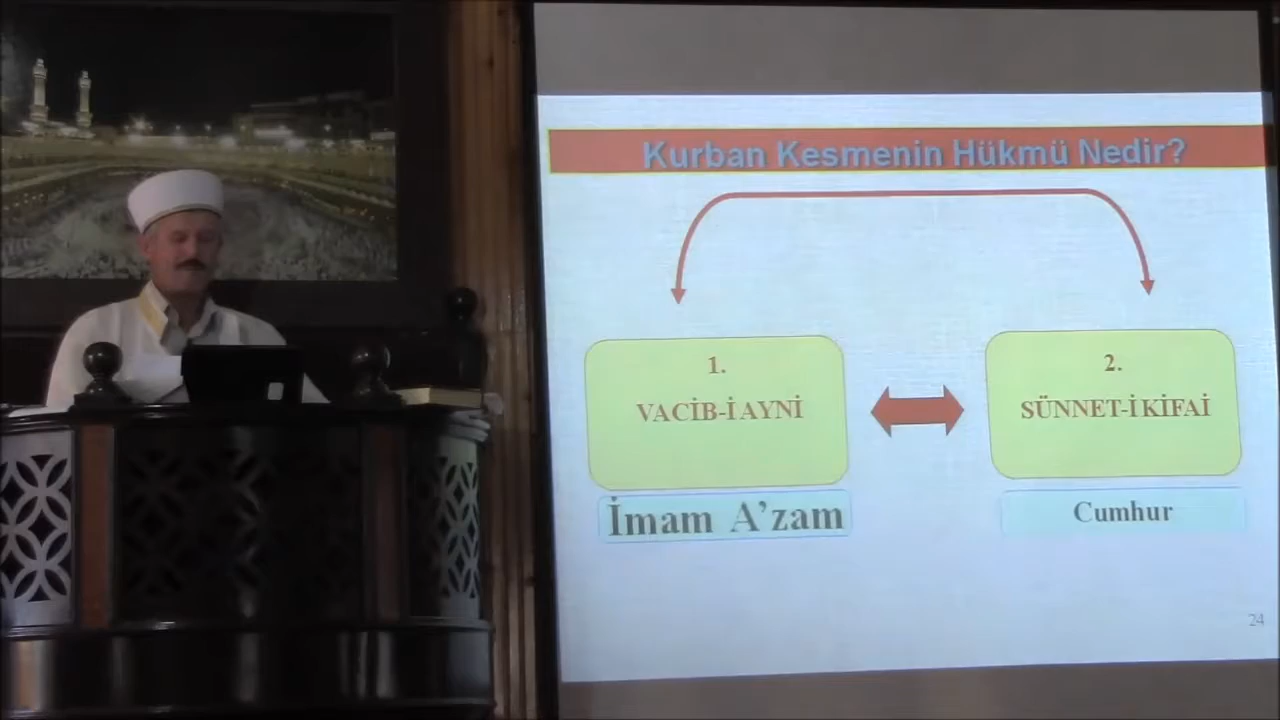 Kurban Kesmenin Hükmü Nedir?
1.
VACİB-İ AYNİ
İmam A’zam
2.
SÜNNET-İ KİFAİ
Cumhur
24